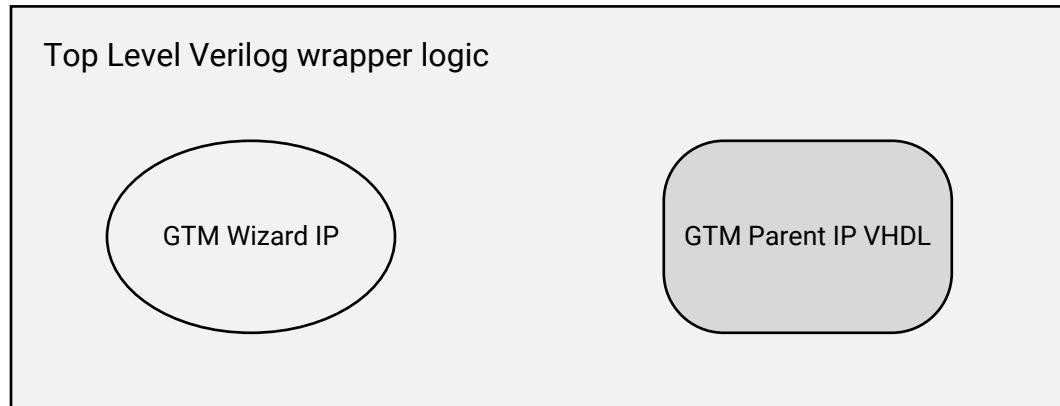 Top Level Verilog wrapper logic
GTM Wizard IP
GTM Parent IP VHDL